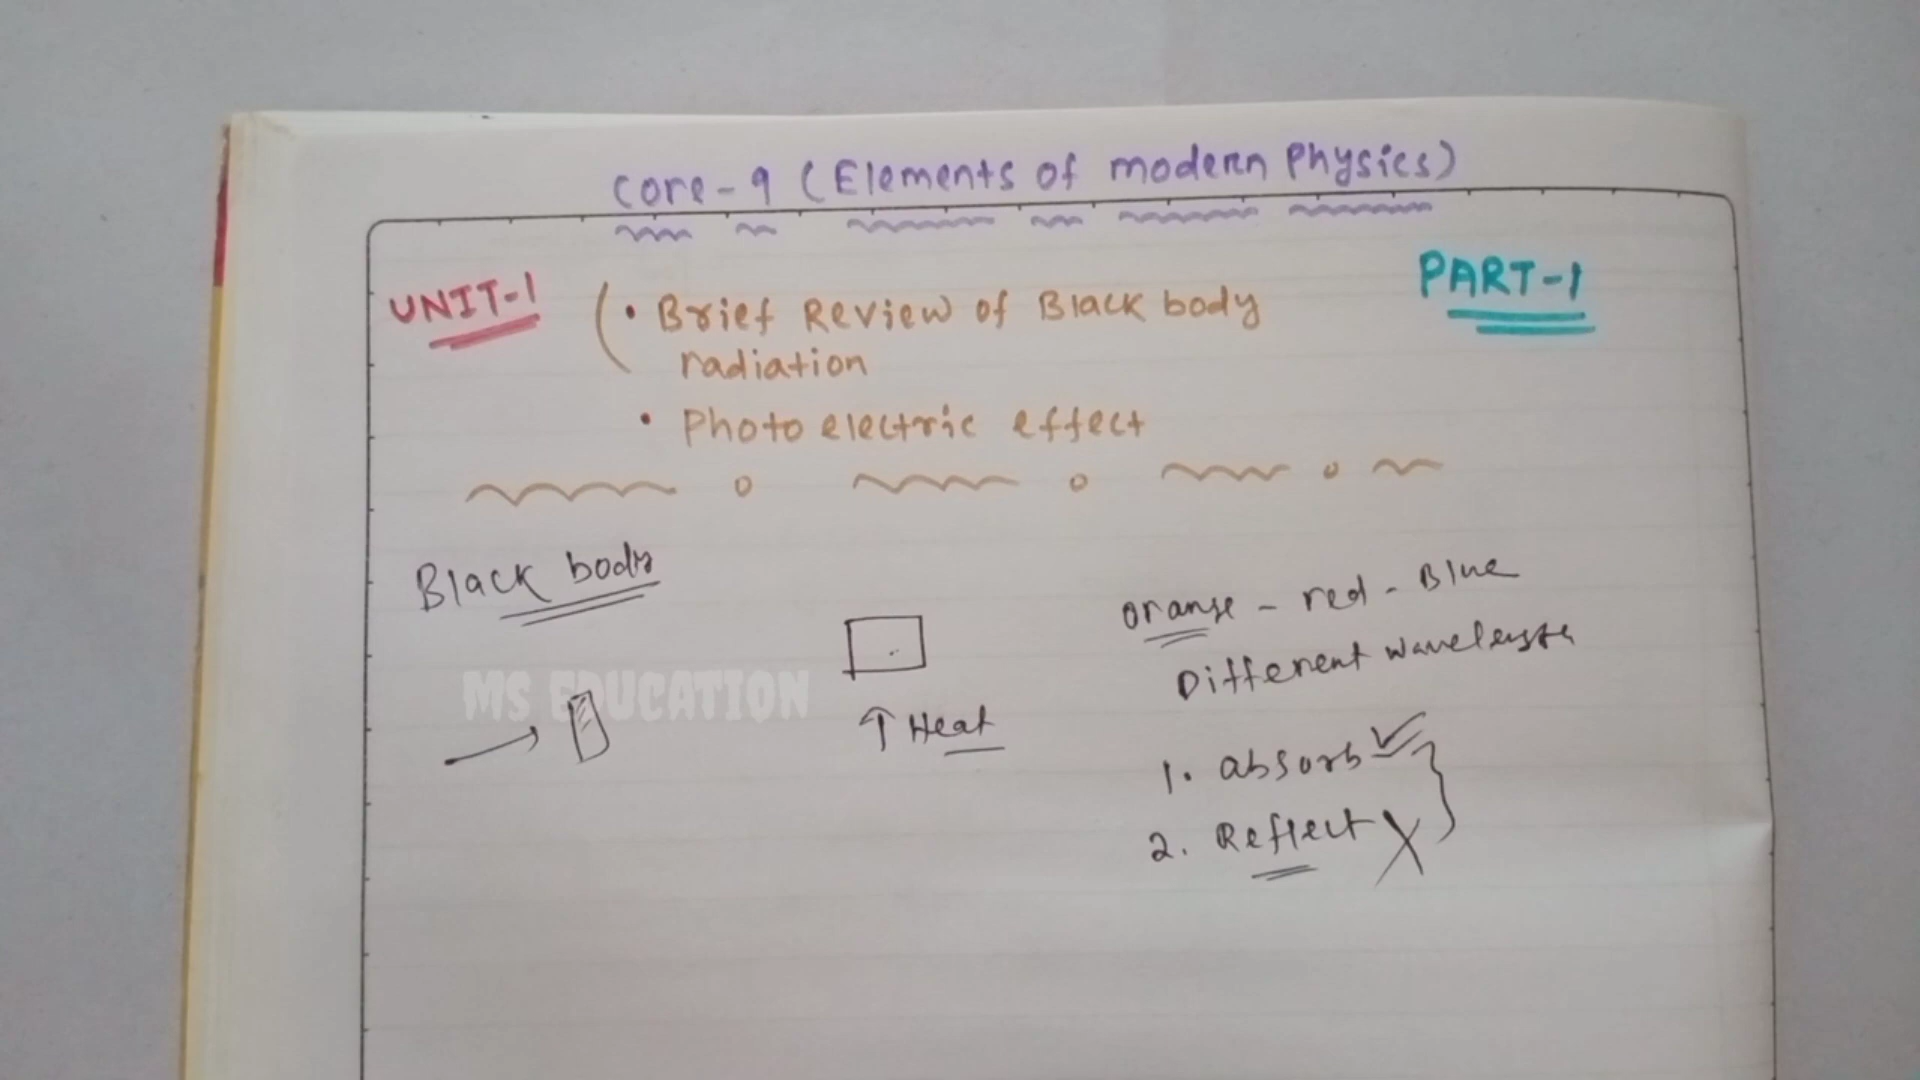 core-9 (Elements of modern Physics)
UNIT-1
PART-1
• Brief Review of Black body
radiation
• Photo electric effect
Black body
orange - red - Blue
Different wavelength
MS EDUCATION
↑ Heat
1. absorb ✓
2. Reflect X